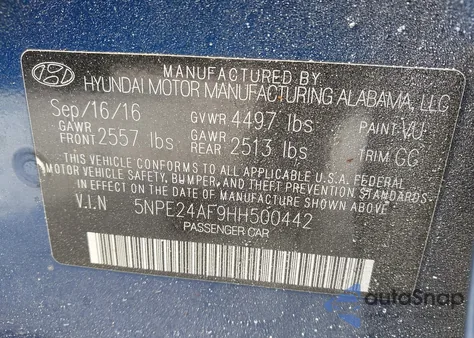 MANUFACTURED BY
HYUNDAI MOTOR MANUFACTURING ALABAMA, LLC
Sep/16/16 GVWR 4497 lbs PAINT VU
GAWR FRONT 2557 lbs GAWR REAR 2513 lbs TRIM GG
THIS VEHICLE CONFORMS TO ALL APPLICABLE U.S.A. FEDERAL
MOTOR VEHICLE SAFETY, BUMPER, AND THEFT PREVENTION STANDARDS
IN EFFECT ON THE DATE OF MANUFACTURE SHOWN ABOVE.
V.I.N 5NPE24AF9HH500442
PASSENGER CAR
autoSnap